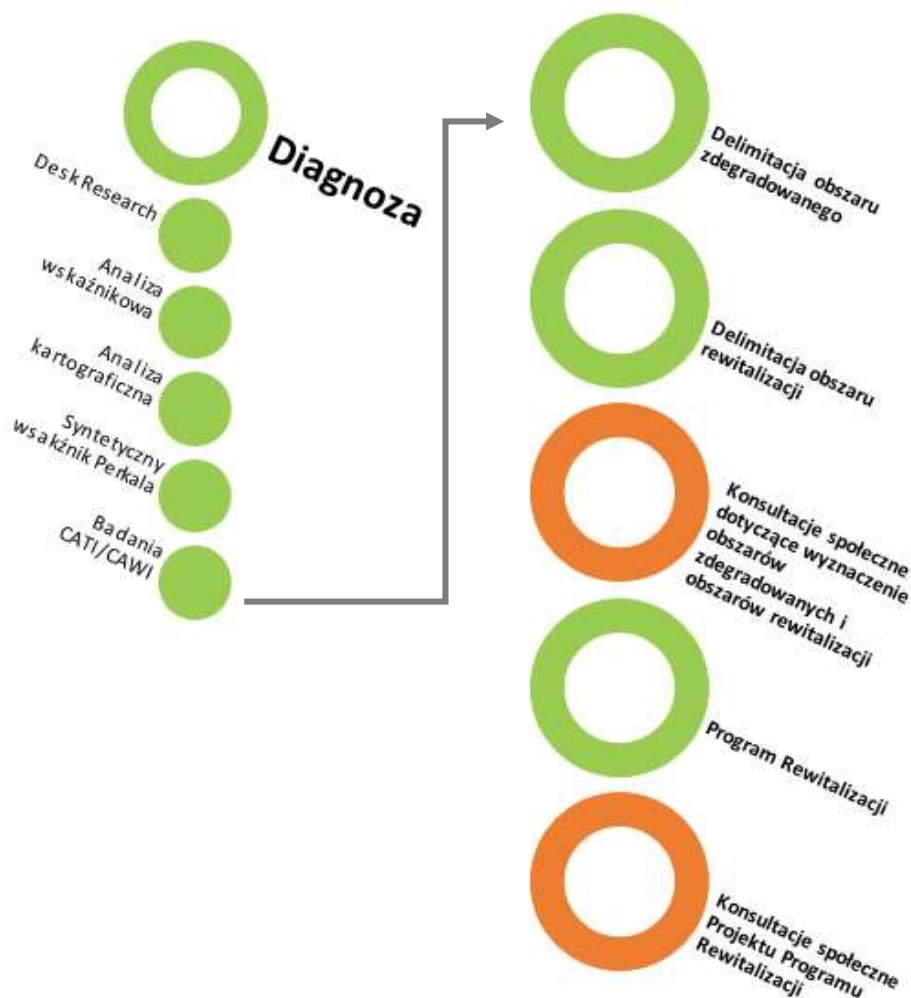 Diagnoza
Desk Research
Analiza
wskaźnikowa
Analiza
kartograficzna
Syntetyczny
wsakźnik Perkala
Badania
CATI/CAWI
Delimitacja obszaru
zdegradowanego
Delimitacja obszaru
rewitalizacji
Konsultacje społeczne
dotyczące wyznaczenie
obszarów
zdegradowanych i
obszarów rewitalizacji
Program Rewitalizacji
Konsultacje społeczne
Projektu Programu
Rewitalizacji